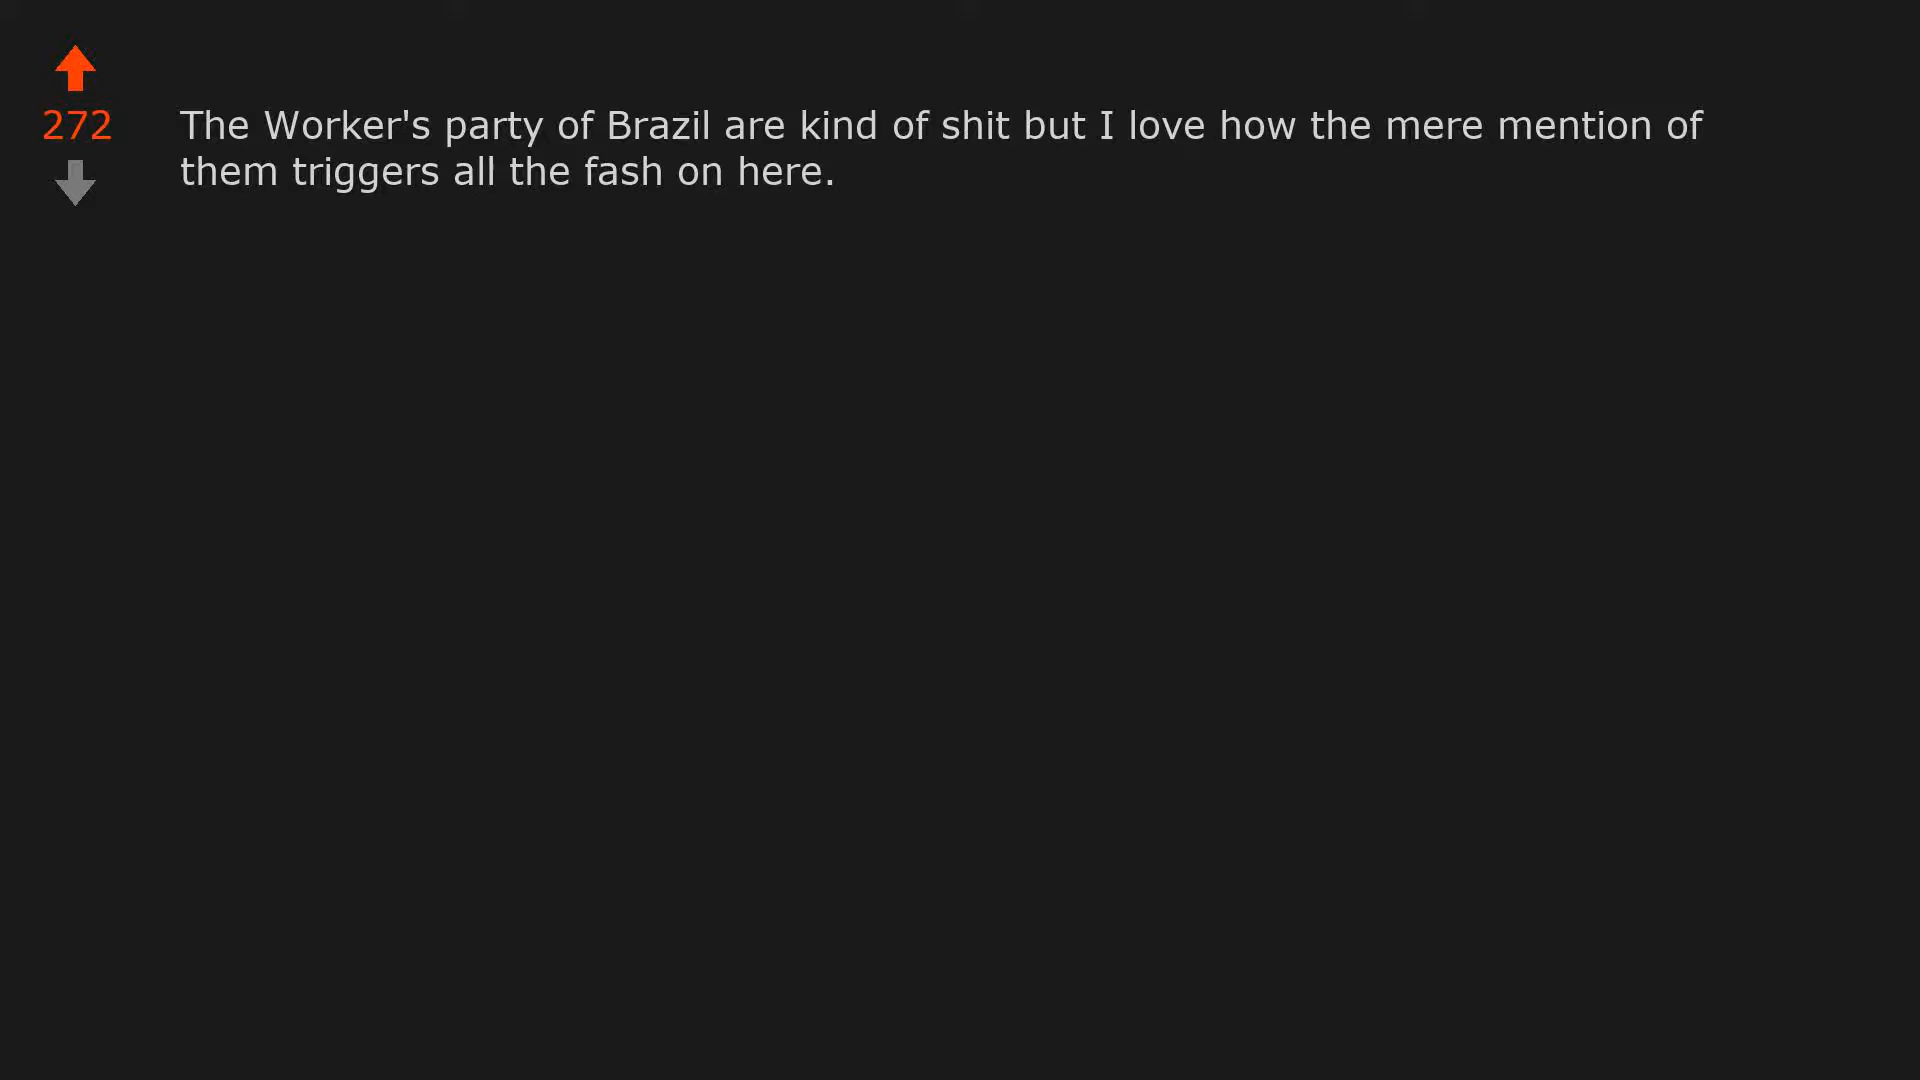 272
The Worker's party of Brazil are kind of shit but I love how the mere mention of
them triggers all the fash on here.